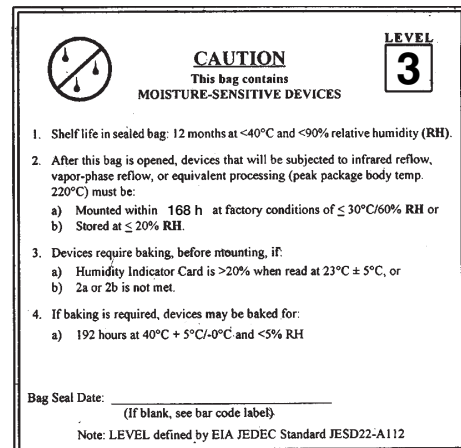 LEVEL
3
CAUTION
This bag contains
MOISTURE-SENSITIVE DEVICES
1. Shelf life in sealed bag: 12 months at <40°C and <90% relative humidity (RH).
2. After this bag is opened, devices that will be subjected to infrared reflow,
vapor-phase reflow, or equivalent processing (peak package body temp.
220°C) must be:
a) Mounted within 168 h at factory conditions of ≤ 30°C/60% RH or
b) Stored at ≤ 20% RH.
3. Devices require baking, before mounting, if:
a) Humidity Indicator Card is >20% when read at 23°C ± 5°C, or
b) 2a or 2b is not met.
4. If baking is required, devices may be baked for:
a) 192 hours at 40°C + 5°C/-0°C and <5% RH
Bag Seal Date:
(If blank, see bar code label)
Note: LEVEL defined by EIA JEDEC Standard JESD22-A112